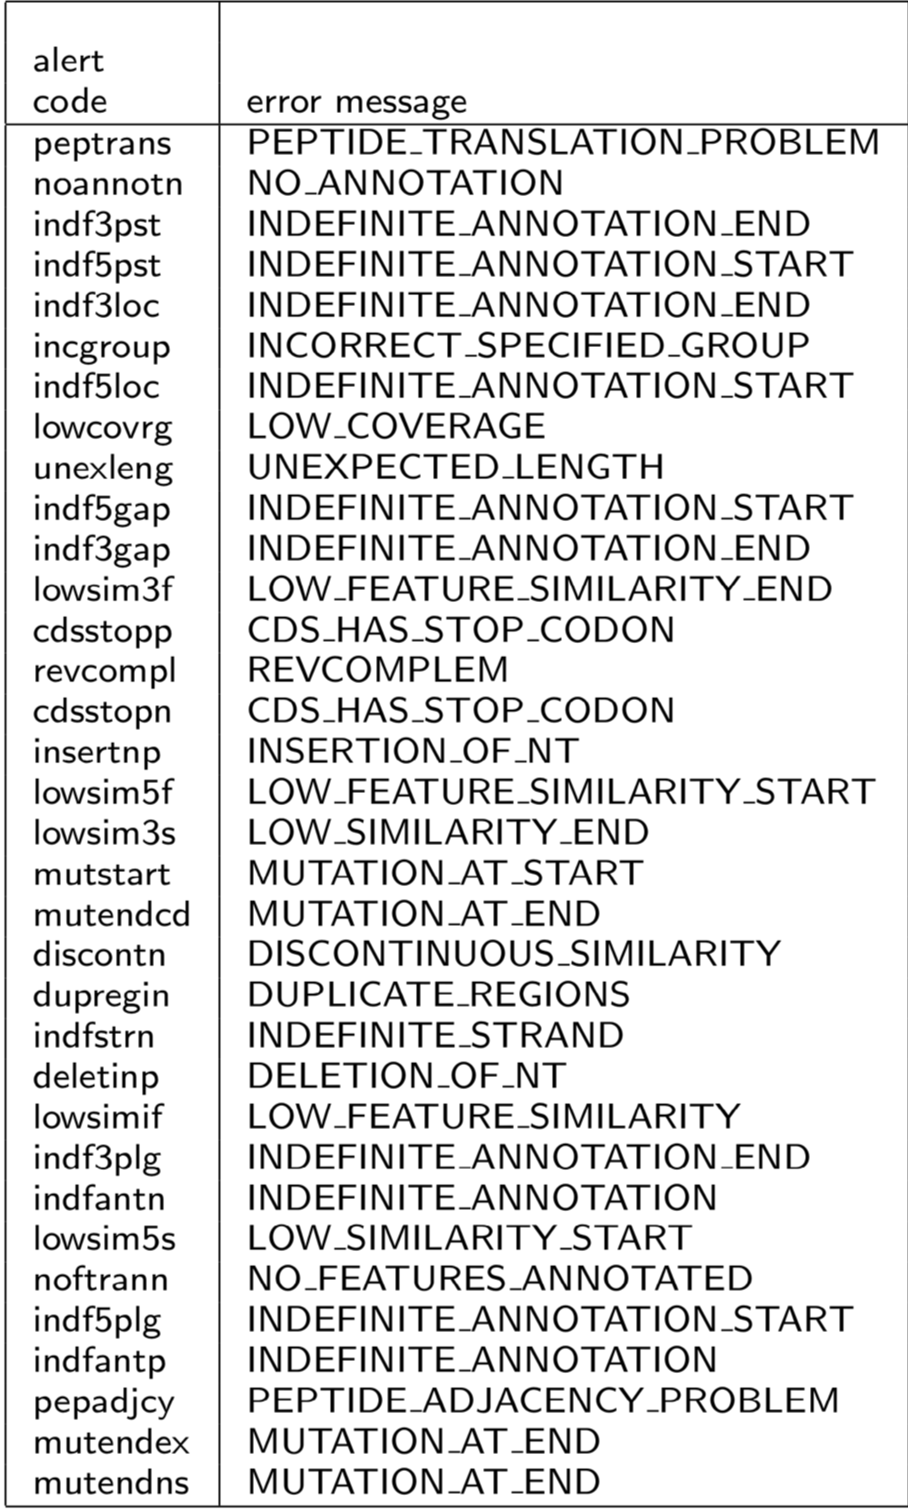 alert
code error message
peptrans PEPTIDE_TRANSLATION_PROBLEM
noannotn NO_ANNOTATION
indf3pst INDEFINITE_ANNOTATION_END
indf5pst INDEFINITE_ANNOTATION_START
indf3loc INDEFINITE_ANNOTATION_END
incgroup INCORRECT_SPECIFIED_GROUP
indf5loc INDEFINITE_ANNOTATION_START
lowcovrg LOW_COVERAGE
unexleng UNEXPECTED_LENGTH
indf5gap INDEFINITE_ANNOTATION_START
indf3gap INDEFINITE_ANNOTATION_END
lowsim3f LOW_FEATURE_SIMILARITY_END
cdsstopp CDS_HAS_STOP_CODON
revcompl REVCOMPLEM
cdsstopn CDS_HAS_STOP_CODON
insertnp INSERTION_OF_NT
lowsim5f LOW_FEATURE_SIMILARITY_START
lowsim3s LOW_SIMILARITY_END
mutstart MUTATION_AT_START
mutendcd MUTATION_AT_END
discontn DISCONTINUOUS_SIMILARITY
dupregin DUPLICATE_REGIONS
indfstrn INDEFINITE_STRAND
deletinp DELETION_OF_NT
lowsimif LOW_FEATURE_SIMILARITY
indf3plg INDEFINITE_ANNOTATION_END
indfantn INDEFINITE_ANNOTATION
lowsim5s LOW_SIMILARITY_START
noftrann NO_FEATURES_ANNOTATED
indf5plg INDEFINITE_ANNOTATION_START
indfantp INDEFINITE_ANNOTATION
pepadjcy PEPTIDE_ADJACENCY_PROBLEM
mutendex MUTATION_AT_END
mutendns MUTATION_AT_END